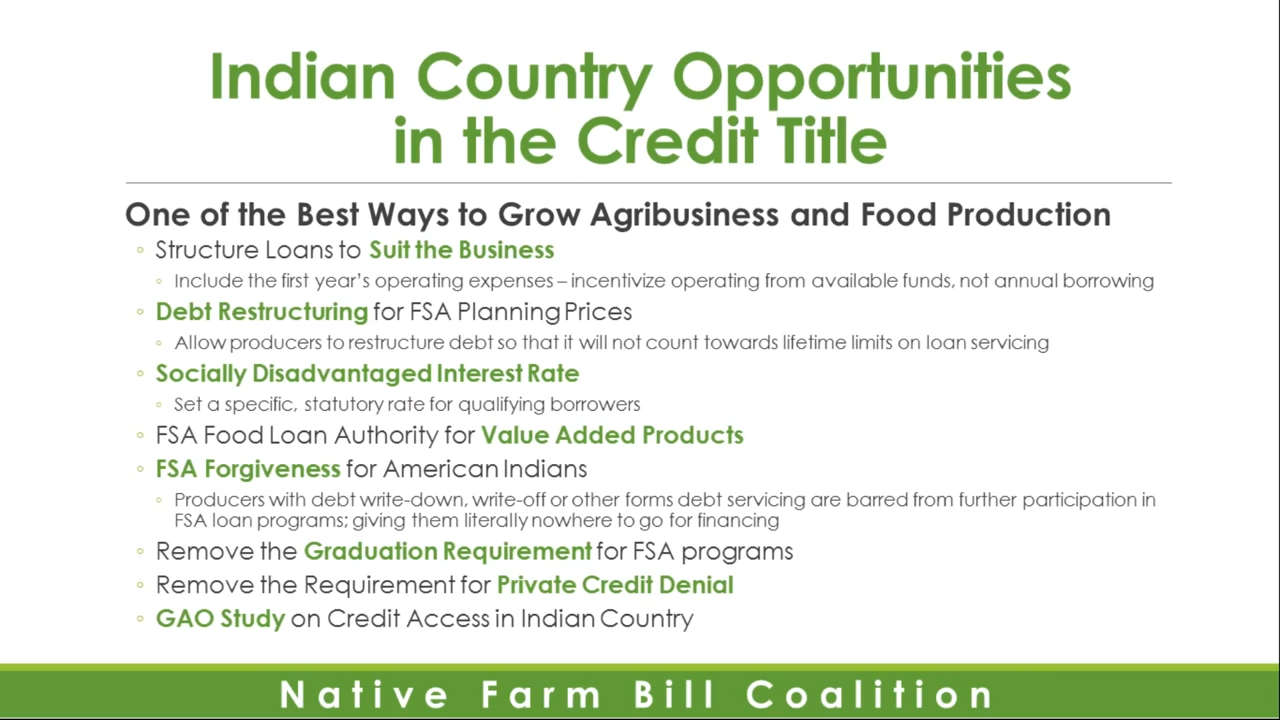 Indian Country Opportunities
in the Credit Title
One of the Best Ways to Grow Agribusiness and Food Production
◦ Structure Loans to Suit the Business
◦ Include the first year's operating expenses – incentivize operating from available funds, not annual borrowing
◦ Debt Restructuring for FSA Planning Prices
◦ Allow producers to restructure debt so that it will not count towards lifetime limits on loan servicing
◦ Socially Disadvantaged Interest Rate
◦ Set a specific, statutory rate for qualifying borrowers
◦ FSA Food Loan Authority for Value Added Products
◦ FSA Forgiveness for American Indians
◦ Producers with debt write-down, write-off or other forms debt servicing are barred from further participation in
FSA loan programs; giving them literally nowhere to go for financing
◦ Remove the Graduation Requirement for FSA programs
◦ Remove the Requirement for Private Credit Denial
◦ GAO Study on Credit Access in Indian Country
Native Farm Bill Coalition